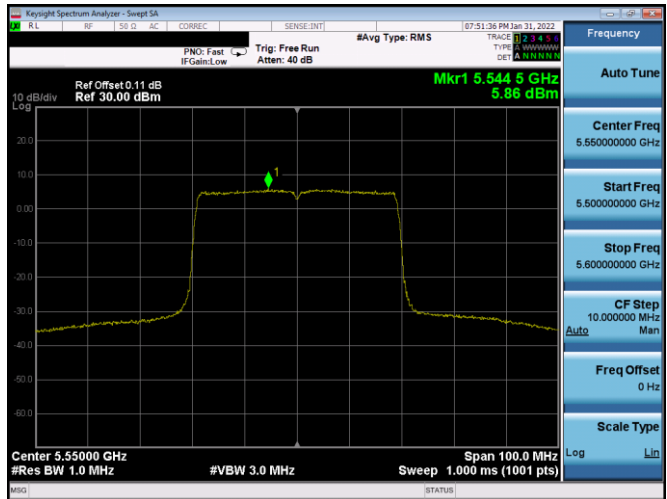 Keysight Spectrum Analyzer - Swept SA
RL RF 50 Ω AC CORREC SENSE:INT 07:51:36 PM Jan 31, 2022
#Avg Type: RMS TRACE 1 2 3 4 5 6
PNO: Fast Trig: Free Run TYPE A WWWWW
IFGain:Low Atten: 40 dB DET A N N N N N
Mkr1 5.544 5 GHz
5.86 dBm
Ref Offset 0.11 dB
10 dB/div Ref 30.00 dBm
Log
20.0
10.0
0.00
-10.0
-20.0
-30.0
-40.0
-50.0
-60.0
1
Center 5.55000 GHz Span 100.0 MHz
#Res BW 1.0 MHz #VBW 3.0 MHz Sweep 1.000 ms (1001 pts)
MSG STATUS
Frequency
Auto Tune
Center Freq
5.550000000 GHz
Start Freq
5.500000000 GHz
Stop Freq
5.600000000 GHz
CF Step
10.000000 MHz
Auto Man
Freq Offset
0 Hz
Scale Type
Log Lin